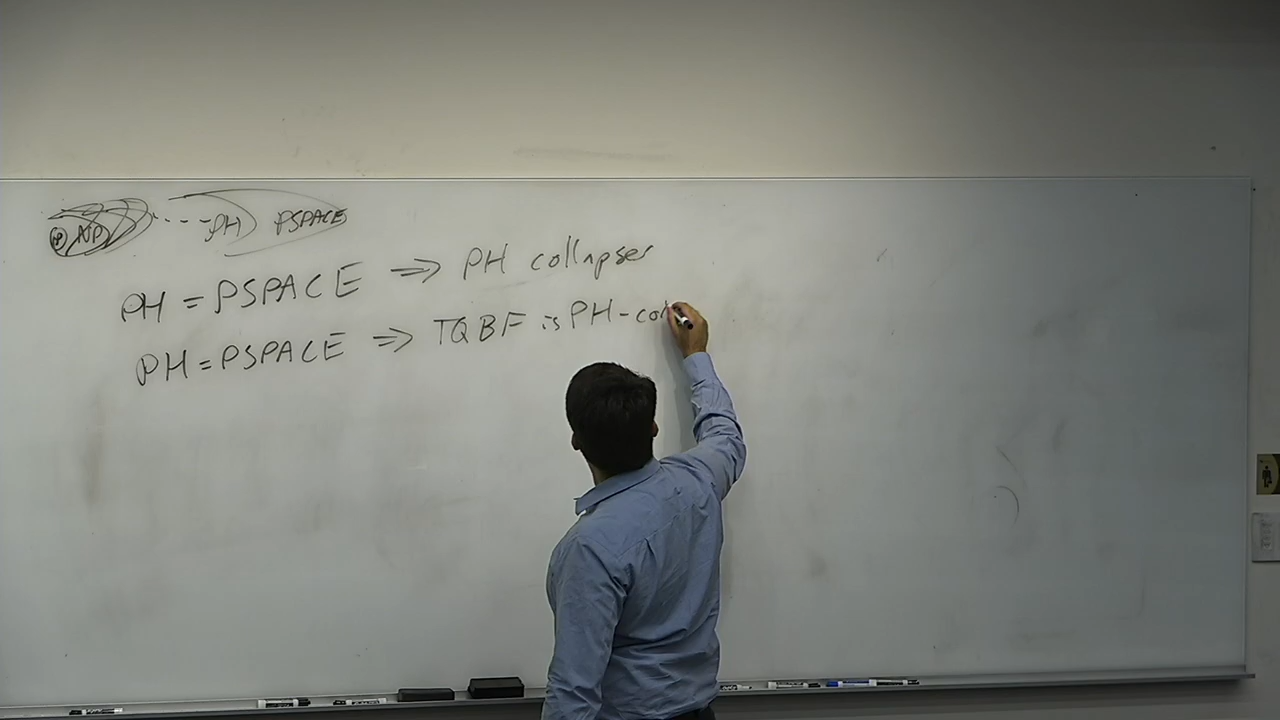 P NP ... PH PSPACE
PH = PSPACE ⇒ PH collapses
PH = PSPACE ⇒ TQBF is PH-co